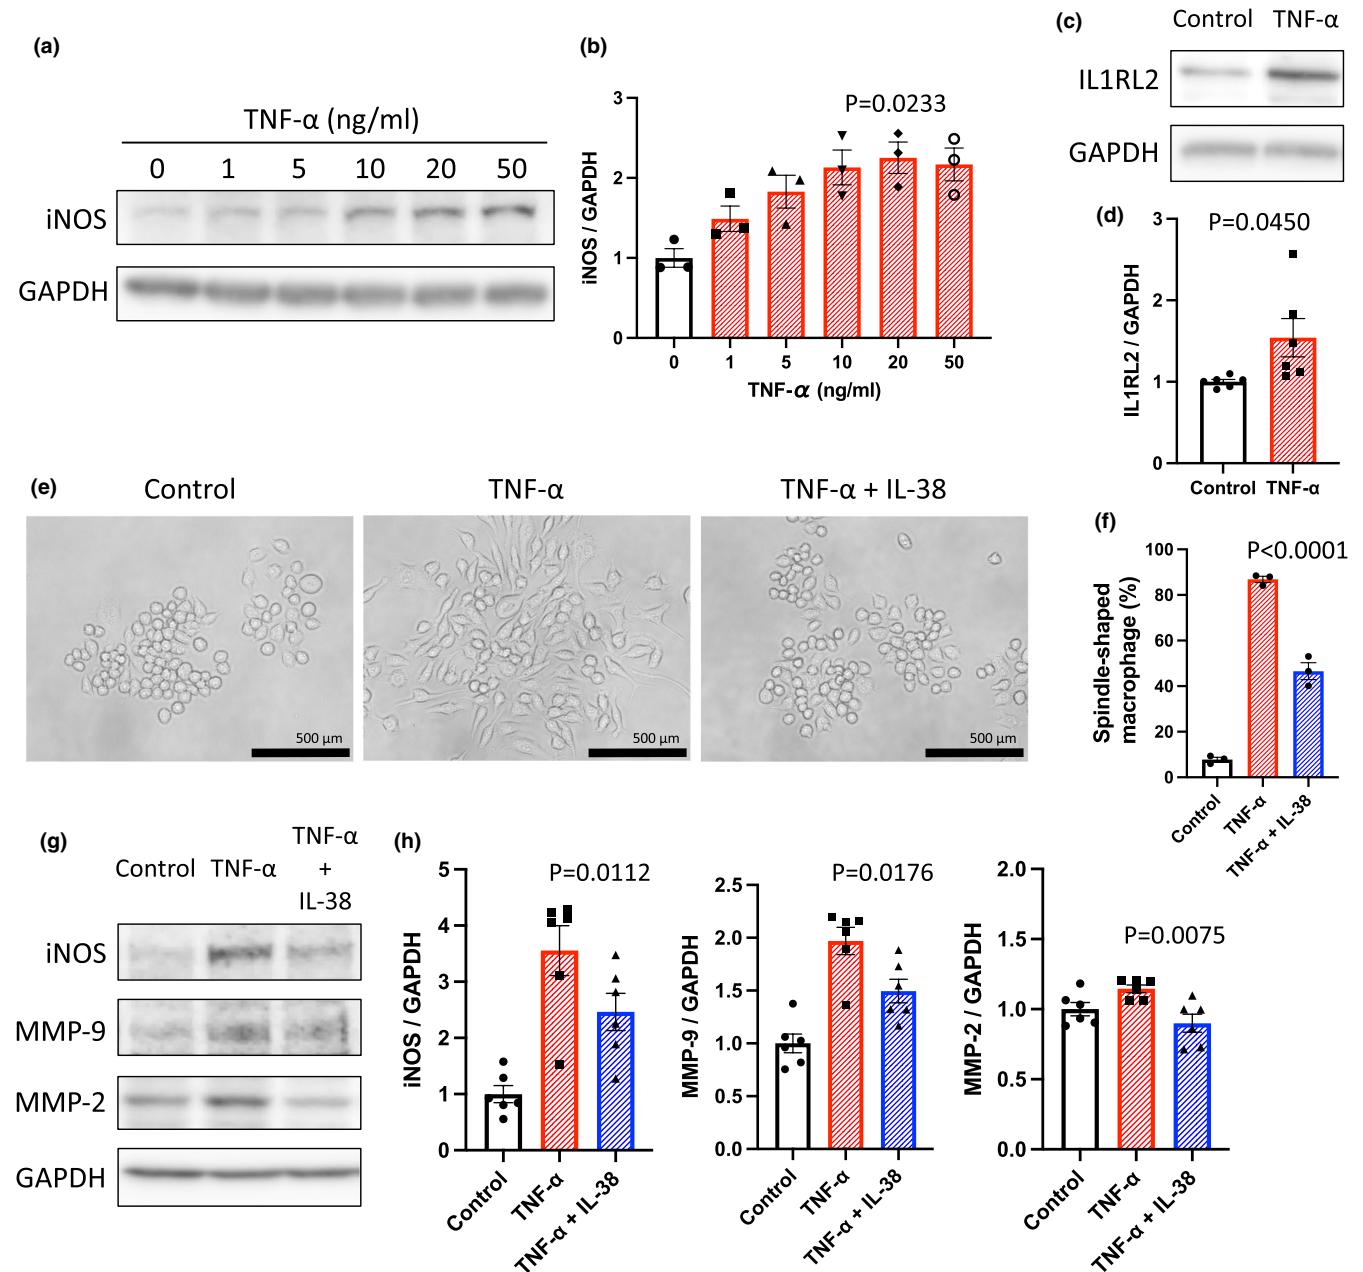 (a)
TNF-α (ng/ml)
0 1 5 10 20 50
iNOS
GAPDH
(b)
P=0.0233
iNOS / GAPDH
3
2
1
0
0 1 5 10 20 50
TNF-α (ng/ml)
(c)
Control TNF-α
IL1RL2
GAPDH
(d)
P=0.0450
IL1RL2 / GAPDH
3
2
1
0
Control TNF-α
(e)
Control
TNF-α
TNF-α + IL-38
500 µm
500 µm
500 µm
(f)
P<0.0001
Spindle-shaped
macrophage (%)
100
80
60
40
20
0
Control
TNF-α
TNF-α + IL-38
(g)
Control TNF-α
TNF-α
+
IL-38
iNOS
MMP-9
MMP-2
GAPDH
(h)
P=0.0112
iNOS / GAPDH
5
4
3
2
1
0
Control
TNF-α
TNF-α + IL-38
P=0.0176
MMP-9 / GAPDH
2.5
2.0
1.5
1.0
0.5
0.0
Control
TNF-α
TNF-α + IL-38
P=0.0075
MMP-2 / GAPDH
2.0
1.5
1.0
0.5
0.0
Control
TNF-α
TNF-α + IL-38